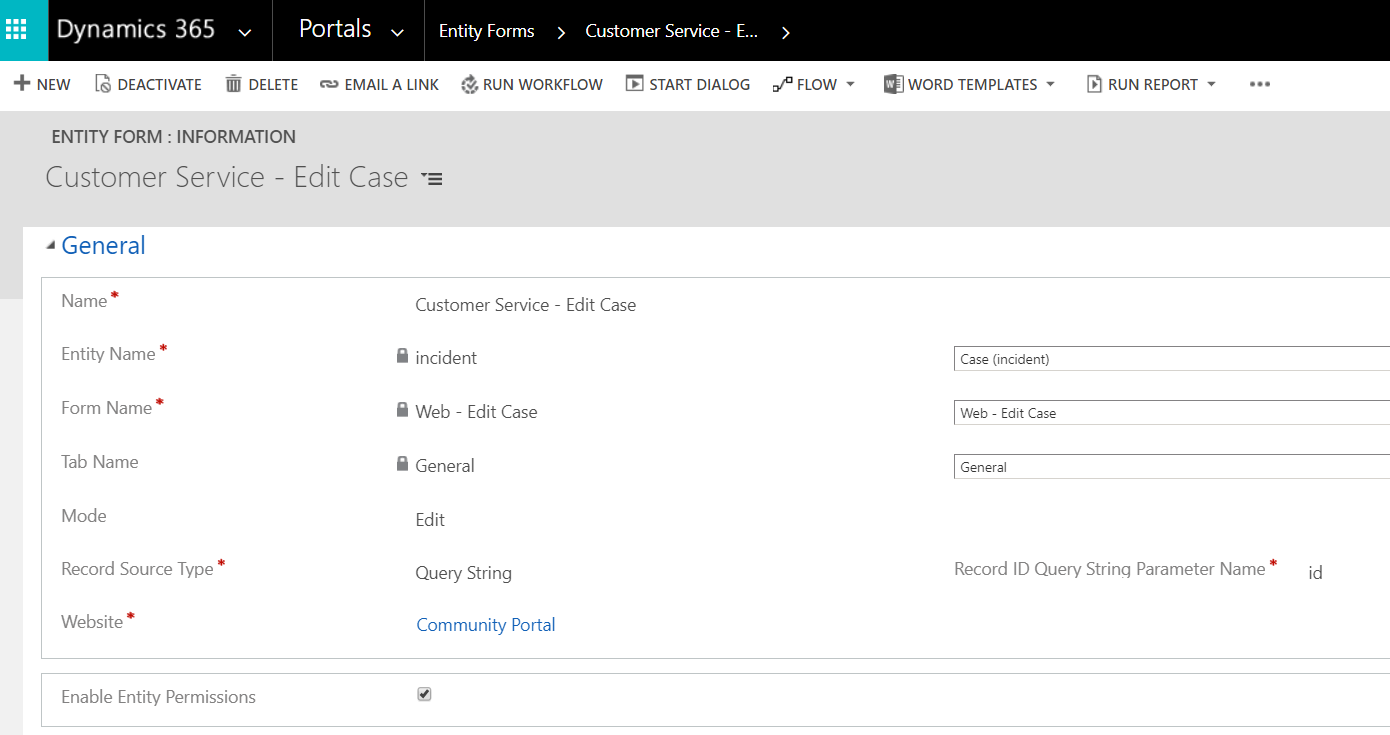 Dynamics 365 Portals Entity Forms Customer Service - E...
NEW DEACTIVATE DELETE EMAIL A LINK RUN WORKFLOW START DIALOG FLOW WORD TEMPLATES RUN REPORT ...
ENTITY FORM : INFORMATION
Customer Service - Edit Case
General
Name * Customer Service - Edit Case
Entity Name * incident Case (incident)
Form Name * Web - Edit Case Web - Edit Case
Tab Name General General
Mode Edit
Record Source Type * Query String Record ID Query String Parameter Name * id
Website * Community Portal
Enable Entity Permissions